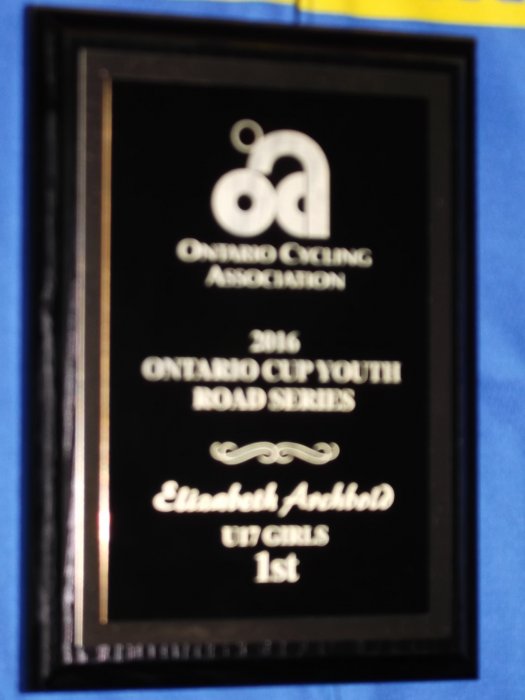 ONTARIO CYCLING
ASSOCIATION
2016
ONTARIO CUP YOUTH
ROAD SERIES
Elizabeth Archbold
U17 GIRLS
1st